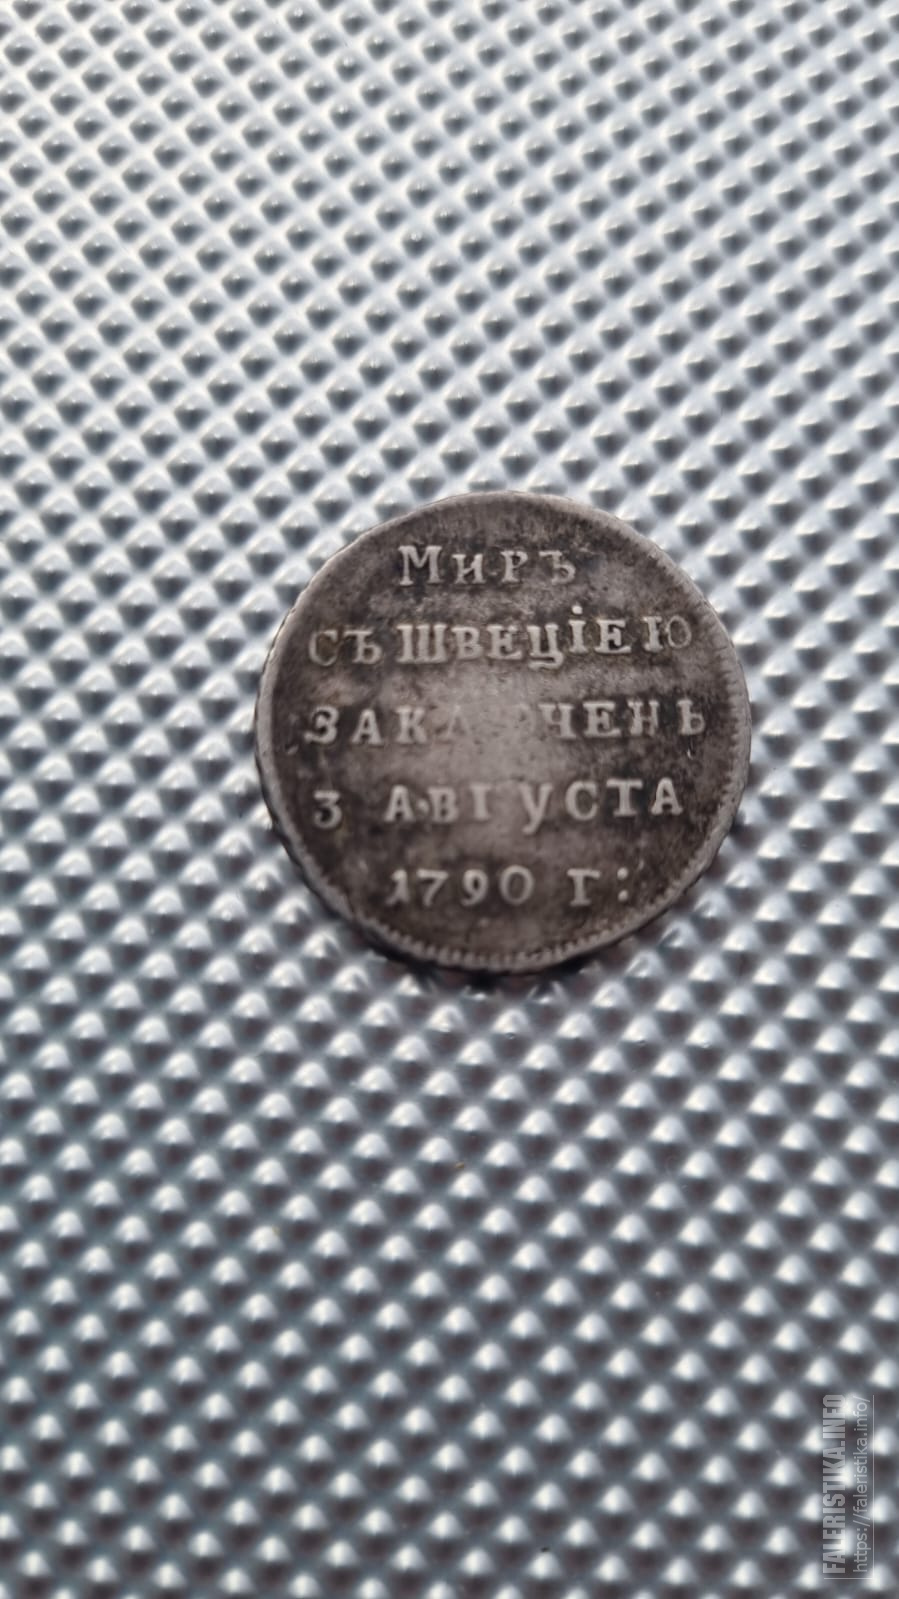 Миръ
съ Швецiею
заключенъ
3 августа
1790 г:
FALERISTIKA.INFO
https://faleristika.info/